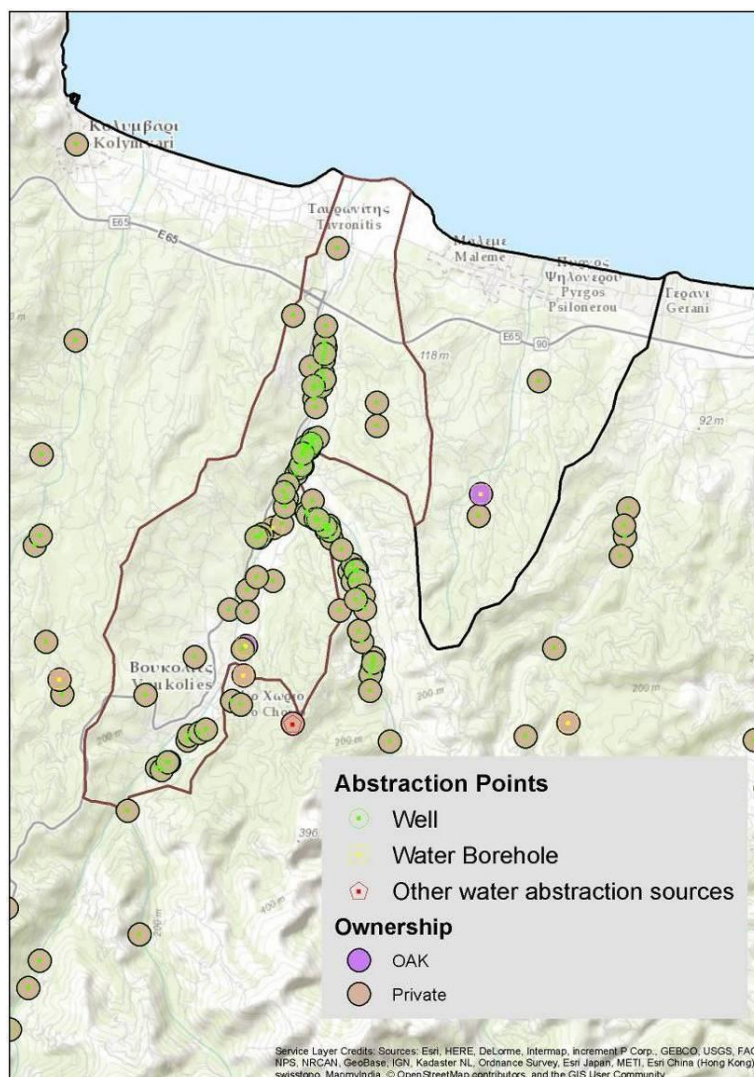 Κολυμβάρι
Kolymvari
E65
E65
Ταυρωνίτης
Tavronitis
Μάλεμε
Maleme
Πύργος
Ψηλονερού
Pyrgos
Psilonerou
Γεράνι
Gerani
E65
90
118 m
92 m
Βουκολιές
Voukolies
Χωριό
200 m
200 m
200 m
200 m
396
400 m
200 m
Abstraction Points
Well
Water Borehole
Other water abstraction sources
Ownership
OAK
Private
Service Layer Credits: Sources: Esri, HERE, DeLorme, Intermap, increment P Corp., GEBCO, USGS, FAO,
NPS, NRCAN, GeoBase, IGN, Kadaster NL, Ordnance Survey, Esri Japan, METI, Esri China (Hong Kong),
swisstopo, MapmyIndia, © OpenStreetMap contributors, and the GIS User Community